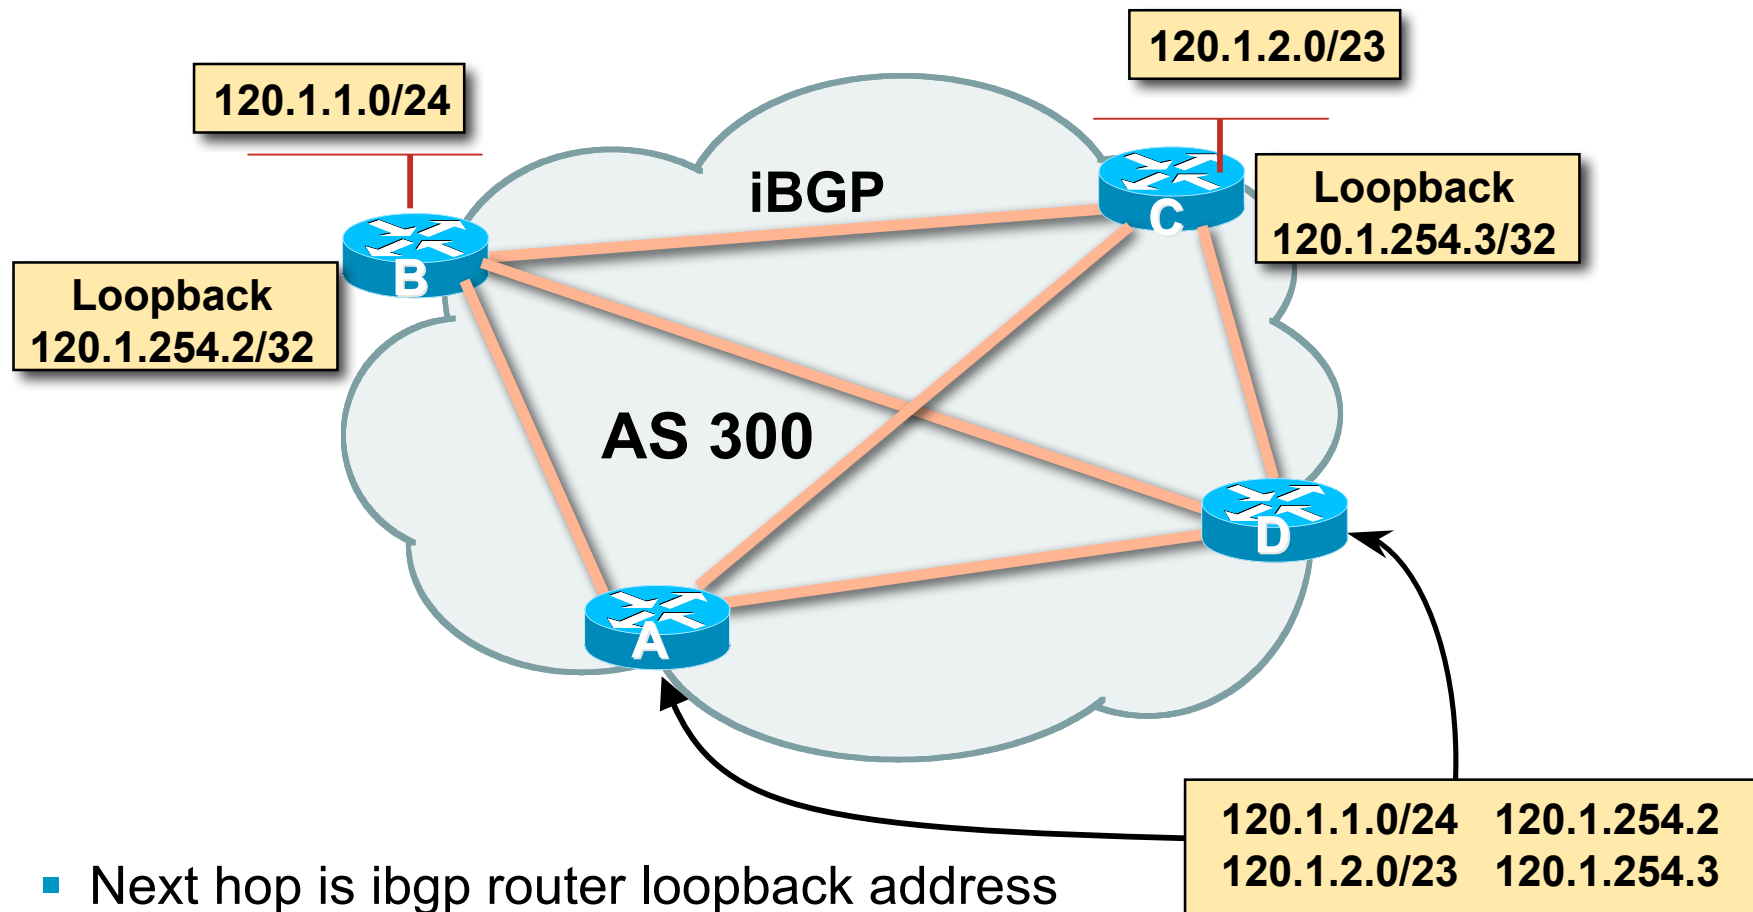 120.1.2.0/23
120.1.1.0/24
iBGP
C
Loopback
120.1.254.3/32
B
Loopback
120.1.254.2/32
AS 300
D
A
120.1.1.0/24 120.1.254.2
120.1.2.0/23 120.1.254.3
▪ Next hop is ibgp router loopback address